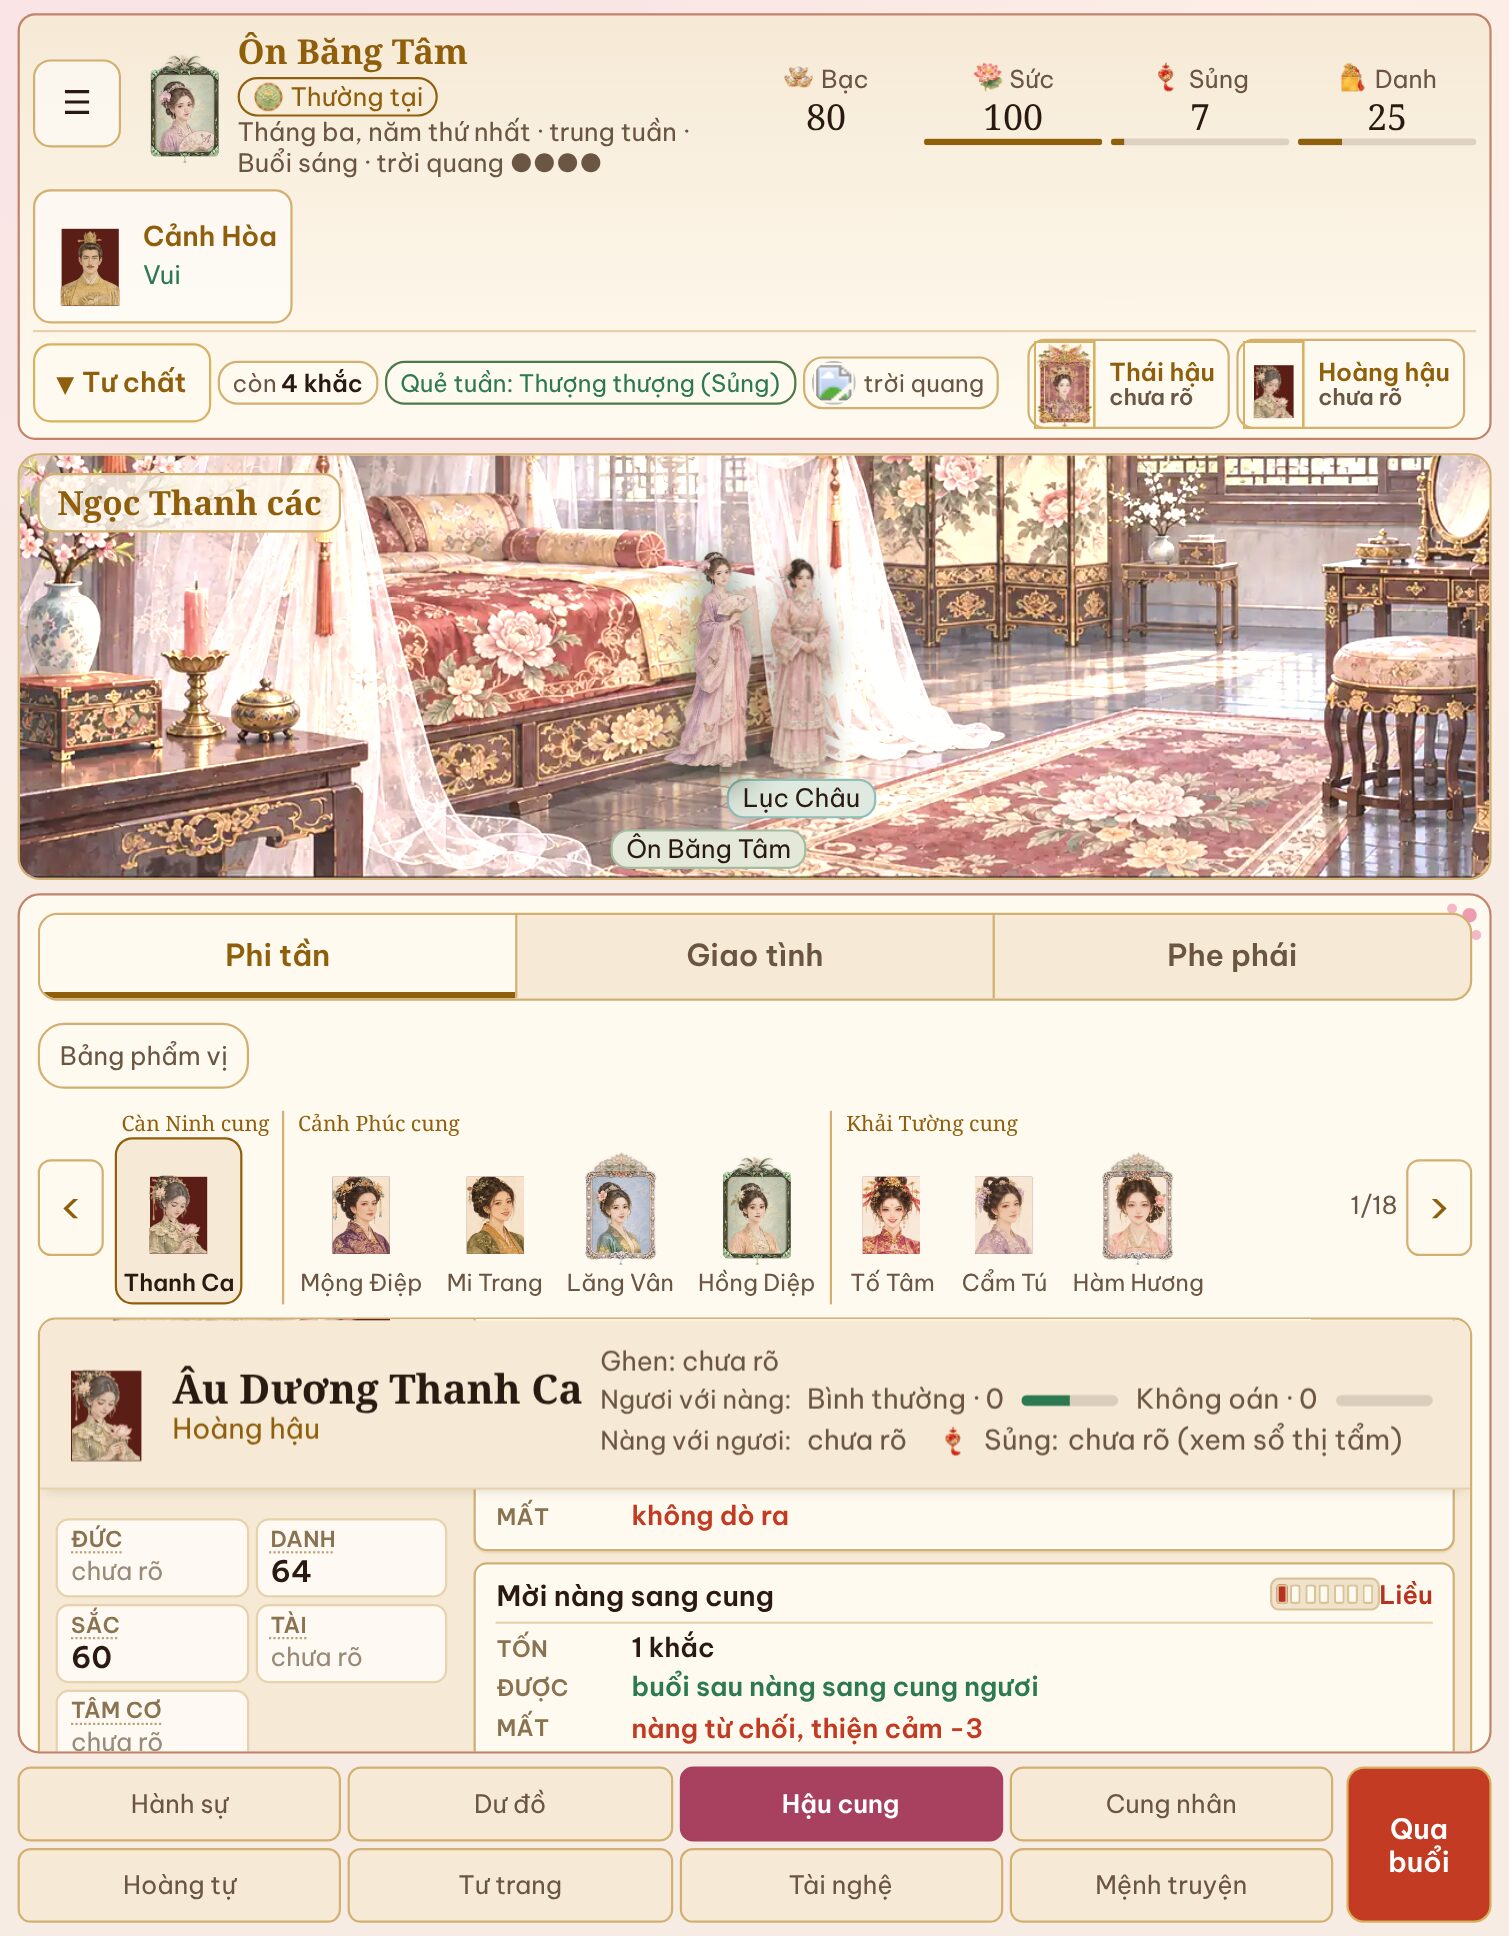 ☰
Ôn Băng Tâm
Thường tại
Tháng ba, năm thứ nhất · trung tuần ·
Buổi sáng · trời quang ●●●●
Bạc
80
Sức
100
Sủng
7
Danh
25
Cảnh Hòa
Vui
▼ Tư chất
còn 4 khắc
Quẻ tuần: Thượng thượng (Sủng)
trời quang
Thái hậu
chưa rõ
Hoàng hậu
chưa rõ
Ngọc Thanh các
Lục Châu
Ôn Băng Tâm
Phi tần
Giao tình
Phe phái
Bảng phẩm vị
Càn Ninh cung
Cảnh Phúc cung
Khải Tường cung
<
Thanh Ca
Mộng Điệp
Mi Trang
Lăng Vân
Hồng Diệp
Tố Tâm
Cẩm Tú
Hàm Hương
1/18
>
Âu Dương Thanh Ca
Hoàng hậu
Ghen: chưa rõ
Ngươi với nàng: Bình thường · 0 Không oán · 0
Nàng với ngươi: chưa rõ Sủng: chưa rõ (xem sổ thị tẩm)
ĐỨC
chưa rõ
DANH
64
SẮC
60
TÀI
chưa rõ
TÂM CƠ
chưa rõ
MẤT không dò ra
Mời nàng sang cung
Liều
TỐN 1 khắc
ĐƯỢC buổi sau nàng sang cung ngươi
MẤT nàng từ chối, thiện cảm -3
Hành sự
Dư đồ
Hậu cung
Cung nhân
Hoàng tự
Tư trang
Tài nghệ
Mệnh truyện
Qua
buổi